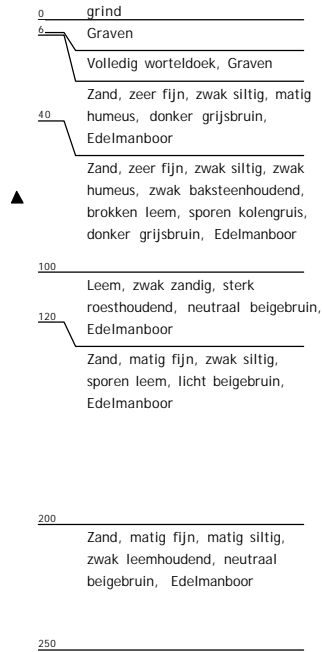 0 grind
6 Graven
Volledig worteldoek, Graven
Zand, zeer fijn, zwak siltig, matig
humeus, donker grijsbruin,
Edelmanboor
40
Zand, zeer fijn, zwak siltig, zwak
humeus, zwak baksteenhoudend,
brokken leem, sporen kolengruis,
donker grijsbruin, Edelmanboor
100
Leem, zwak zandig, sterk
roesthoudend, neutraal beigebruin,
Edelmanboor
120
Zand, matig fijn, zwak siltig,
sporen leem, licht beigebruin,
Edelmanboor
200
Zand, matig fijn, matig siltig,
zwak leemhoudend, neutraal
beigebruin, Edelmanboor
250